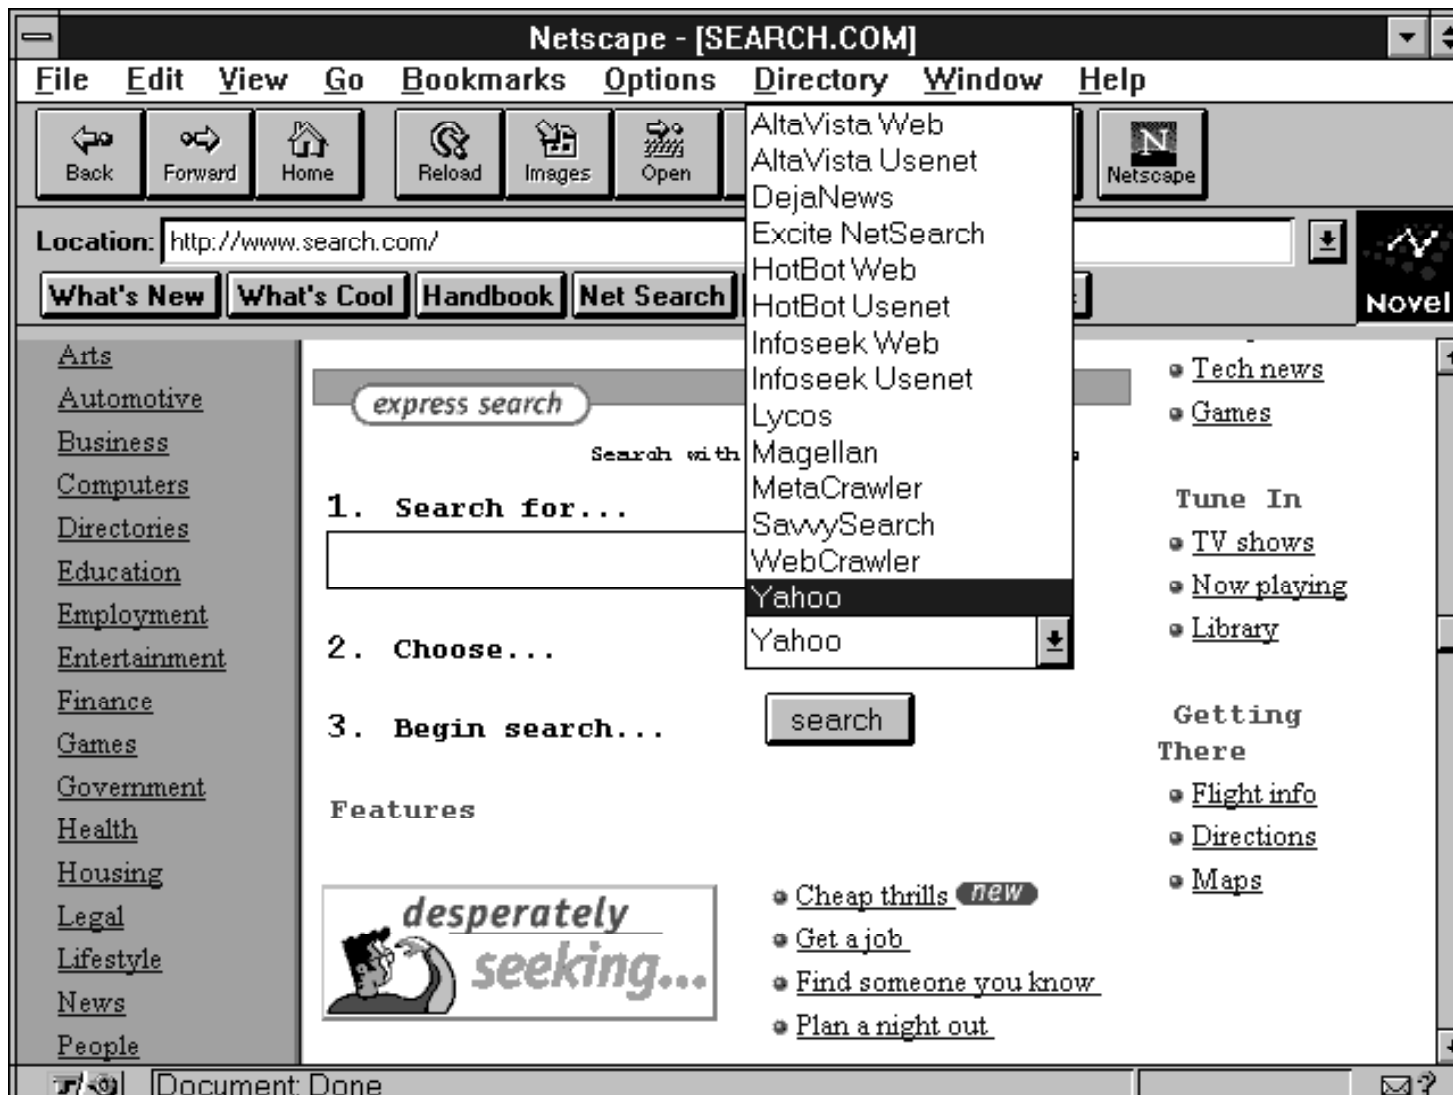 Netscape - [SEARCH.COM]
File Edit View Go Bookmarks Options Directory Window Help
Back Forward Home Reload Images Open Netscape
Location: http://www.search.com/
What's New What's Cool Handbook Net Search
Novel
AltaVista Web
AltaVista Usenet
DejaNews
Excite NetSearch
HotBot Web
HotBot Usenet
Infoseek Web
Infoseek Usenet
Lycos
Magellan
MetaCrawler
SavvySearch
WebCrawler
Yahoo
Yahoo
Arts
Automotive
Business
Computers
Directories
Education
Employment
Entertainment
Finance
Games
Government
Health
Housing
Legal
Lifestyle
News
People
express search
Search with
1. Search for...
2. Choose...
3. Begin search...
search
Features
desperately
seeking...
Cheap thrills new
Get a job
Find someone you know
Plan a night out
Tech news
Games
Tune In
TV shows
Now playing
Library
Getting
There
Flight info
Directions
Maps
Document: Done
?